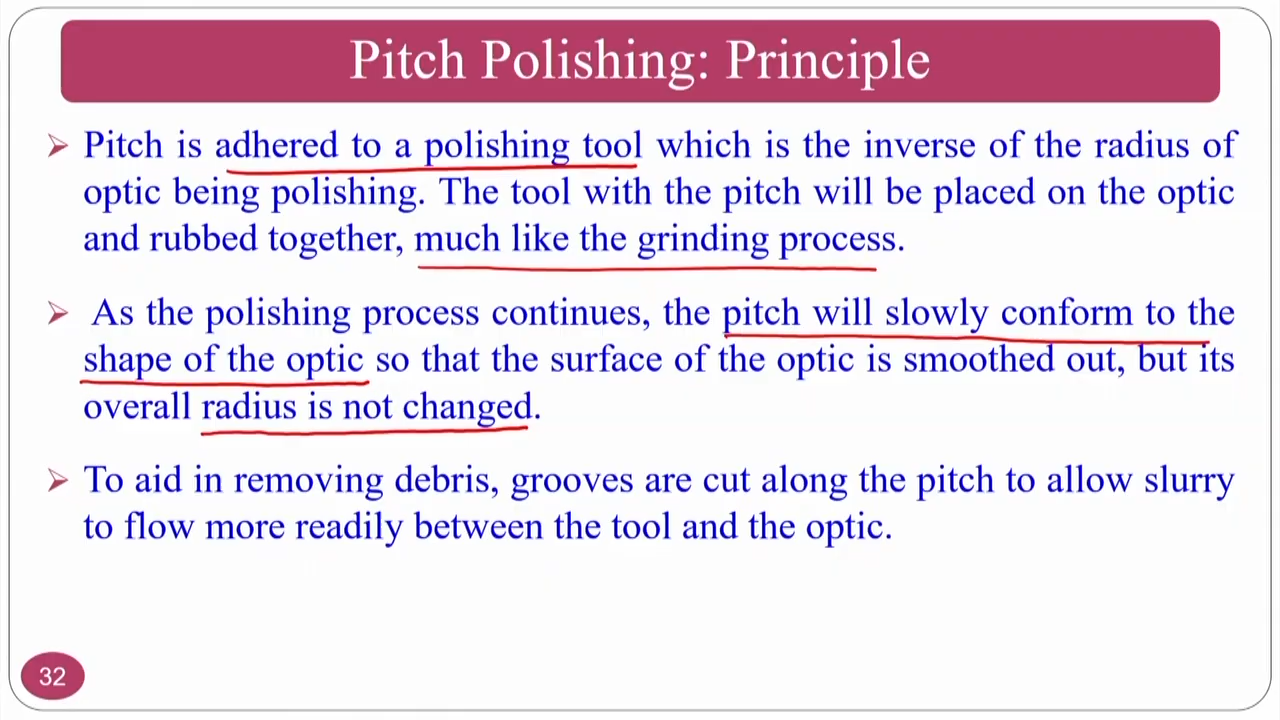 Pitch Polishing: Principle
Pitch is adhered to a polishing tool which is the inverse of the radius of
optic being polishing. The tool with the pitch will be placed on the optic
and rubbed together, much like the grinding process.
As the polishing process continues, the pitch will slowly conform to the
shape of the optic so that the surface of the optic is smoothed out, but its
overall radius is not changed.
To aid in removing debris, grooves are cut along the pitch to allow slurry
to flow more readily between the tool and the optic.
32